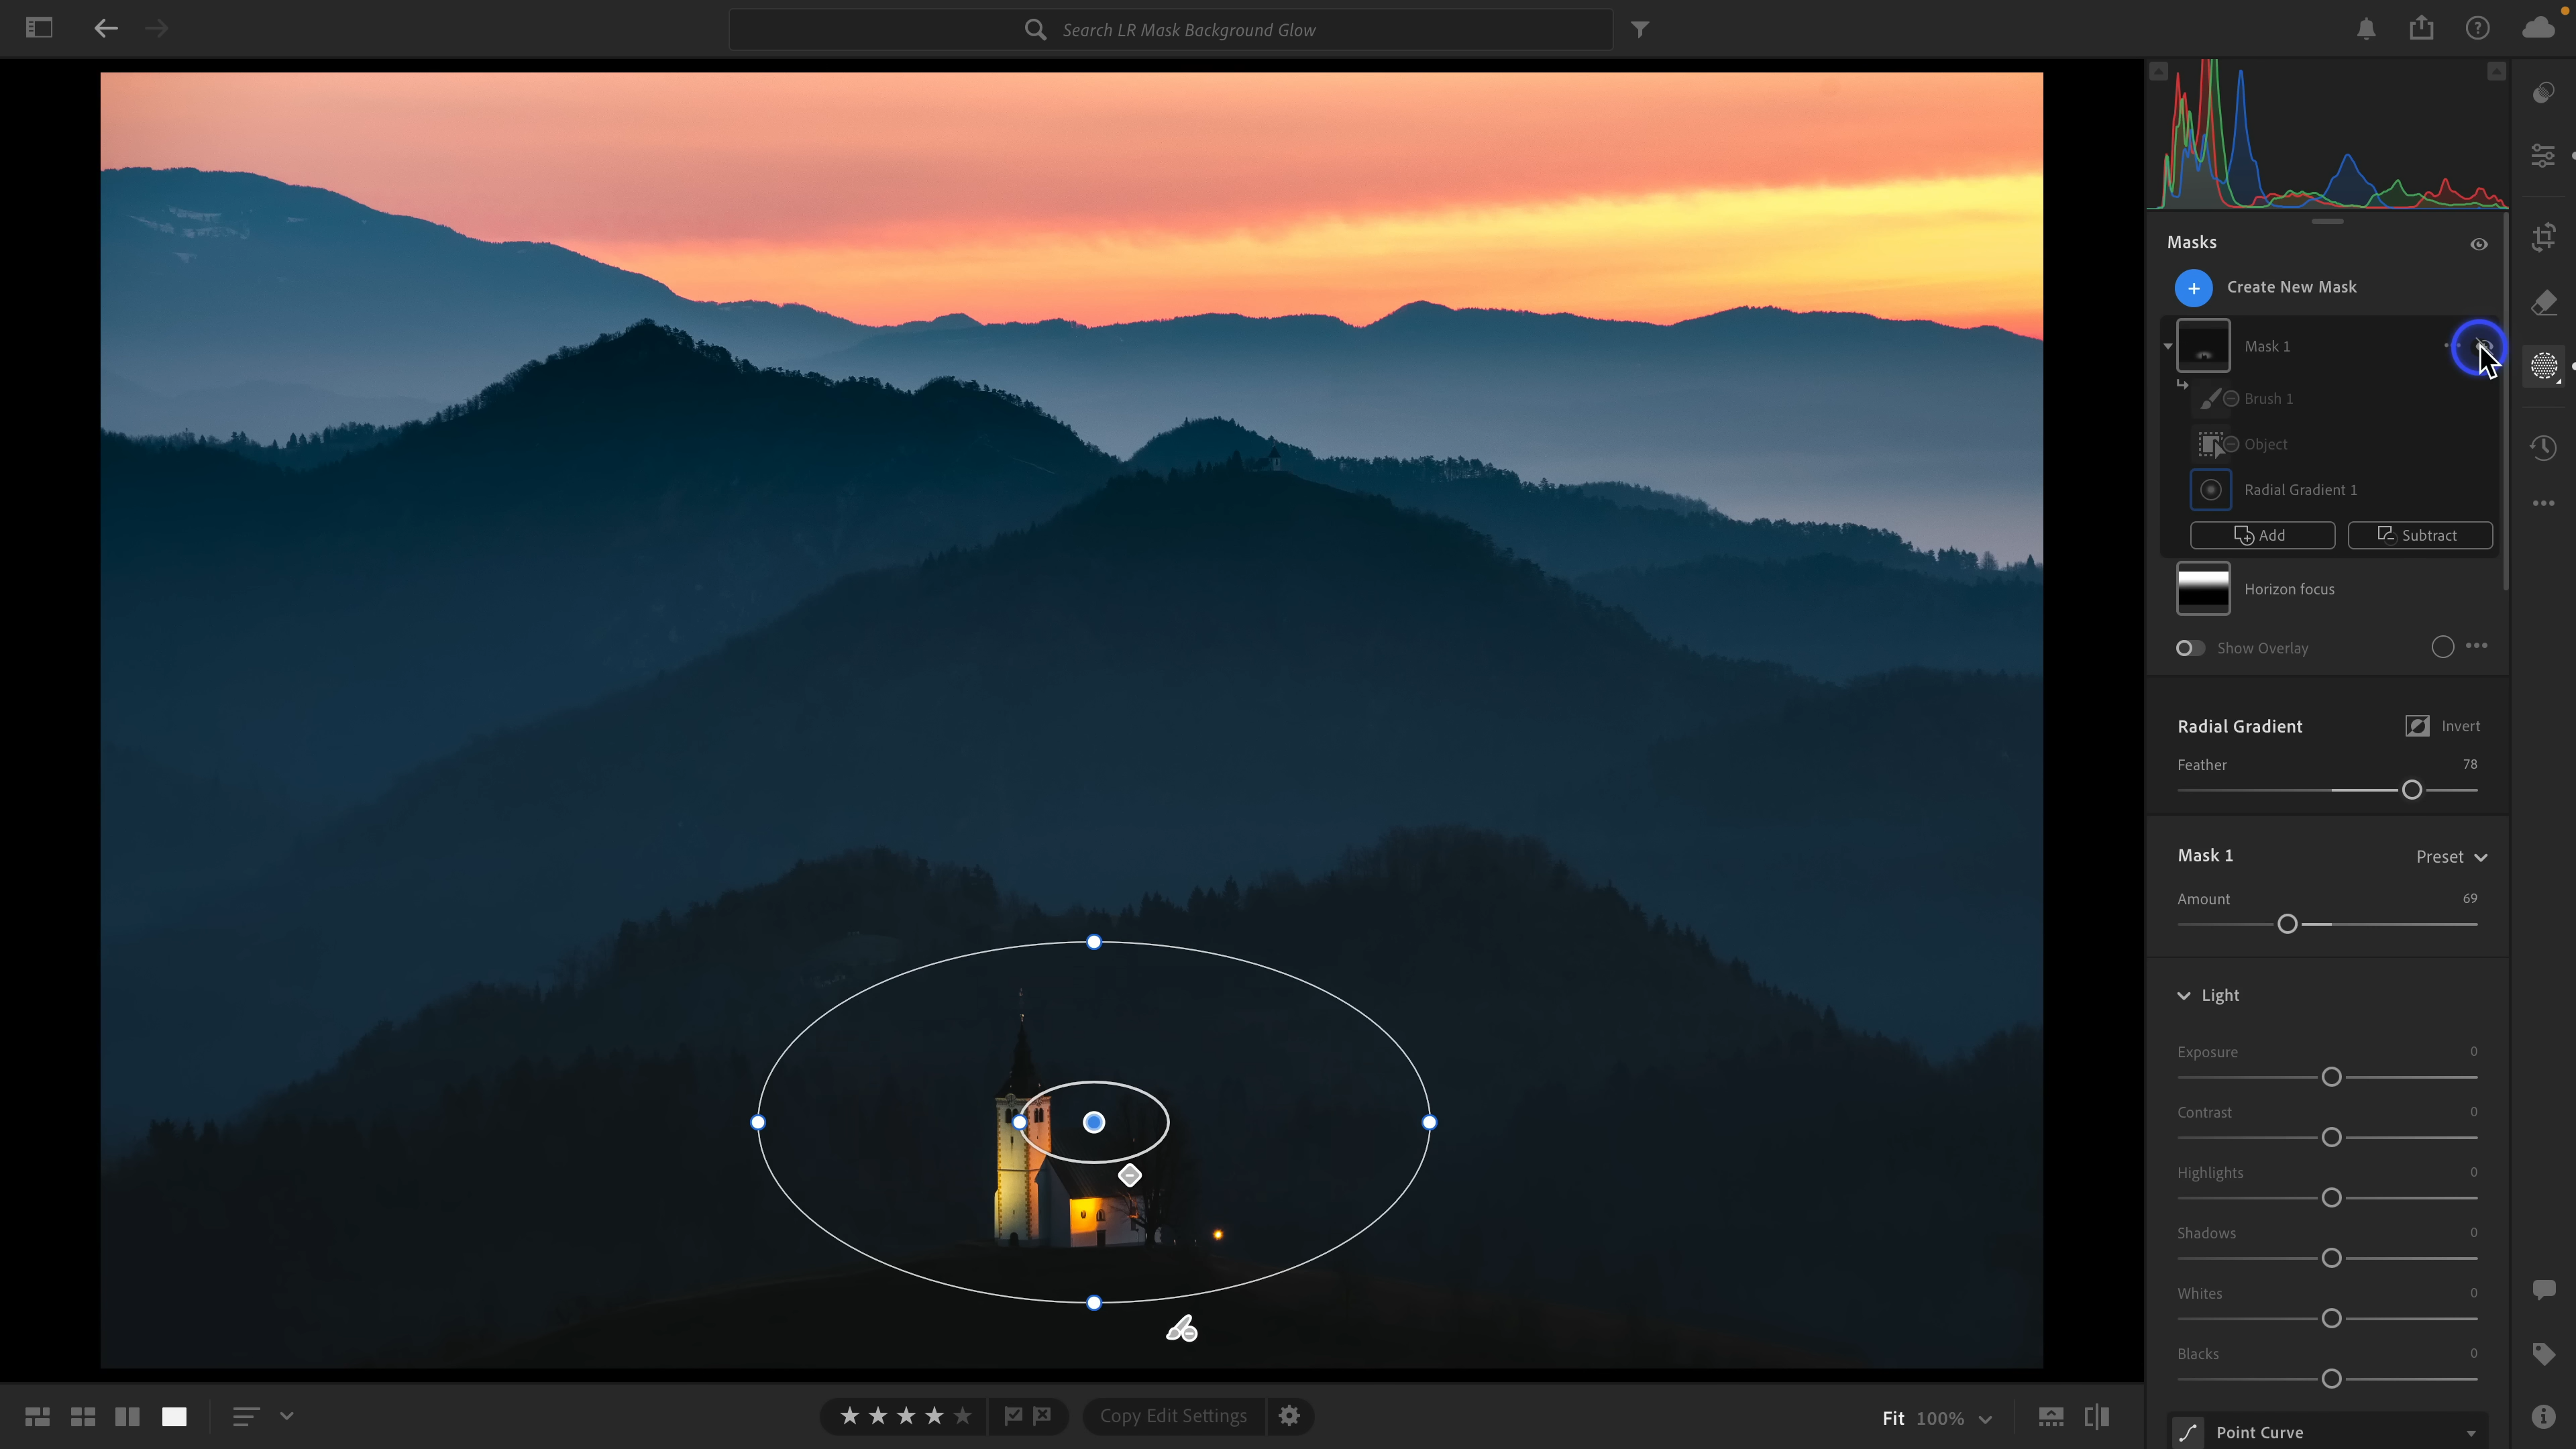 Search LR Mask Background Glow
Masks
Create New Mask
Mask 1
Brush 1
Object
Radial Gradient 1
Add
Subtract
Horizon focus
Show Overlay
Radial Gradient
Invert
Feather
78
Mask 1
Preset
Amount
69
Light
Exposure
0
Contrast
0
Highlights
0
Shadows
0
Whites
0
Blacks
0
Point Curve
Copy Edit Settings
Fit
100%